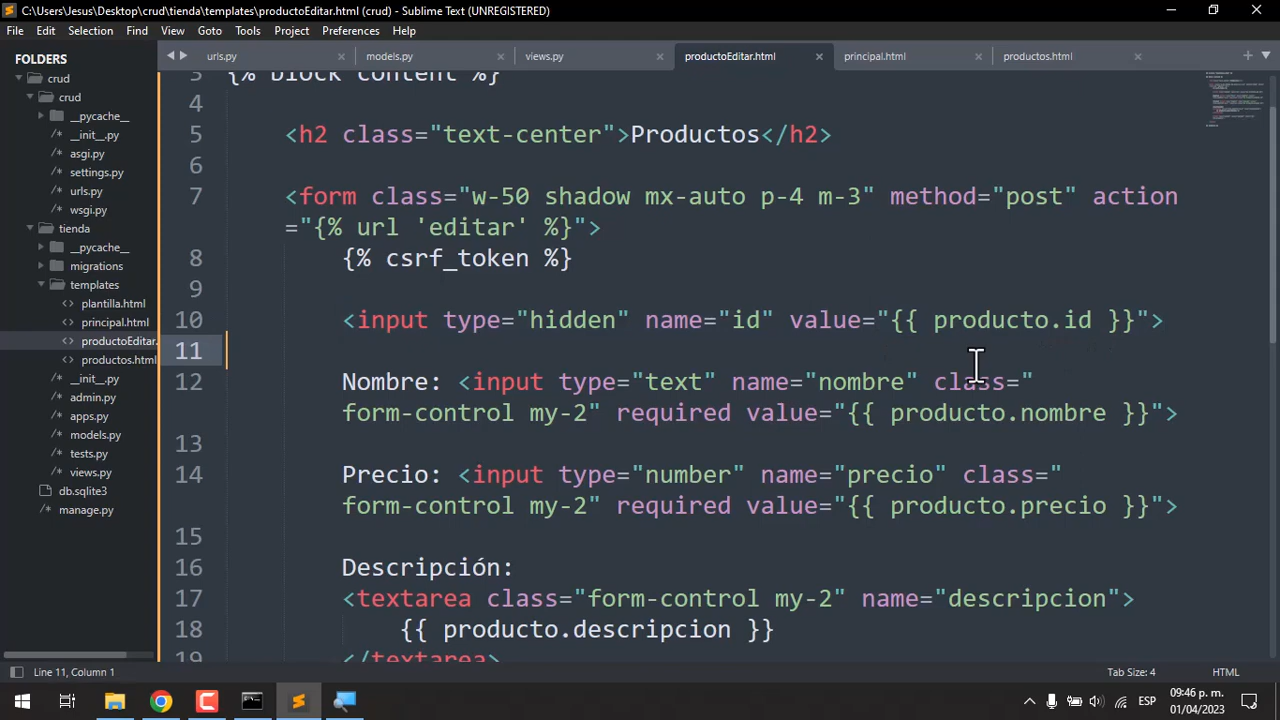 C:\Users\Jesus\Desktop\crud\tienda\templates\productoEditar.html (crud) - Sublime Text (UNREGISTERED)
File Edit Selection Find View Goto Tools Project Preferences Help
FOLDERS
crud
crud
__pycache__
__init__.py
asgi.py
settings.py
urls.py
wsgi.py
tienda
__pycache__
migrations
templates
plantilla.html
principal.html
productoEditar.
productos.html
__init__.py
admin.py
apps.py
models.py
tests.py
views.py
db.sqlite3
manage.py
urls.py models.py views.py productoEditar.html principal.html productos.html
3 {% block content %}
4
5 <h2 class="text-center">Productos</h2>
6
7 <form class="w-50 shadow mx-auto p-4 m-3" method="post" action
="{% url 'editar' %}">
8 {% csrf_token %}
9
10 <input type="hidden" name="id" value="{{ producto.id }}">
11
12 Nombre: <input type="text" name="nombre" class="
form-control my-2" required value="{{ producto.nombre }}">
13
14 Precio: <input type="number" name="precio" class="
form-control my-2" required value="{{ producto.precio }}">
15
16 Descripción:
17 <textarea class="form-control my-2" name="descripcion">
18 {{ producto.descripcion }}
19 </textarea>
Line 11, Column 1 Tab Size: 4 HTML
ESP 09:46 p. m.
01/04/2023